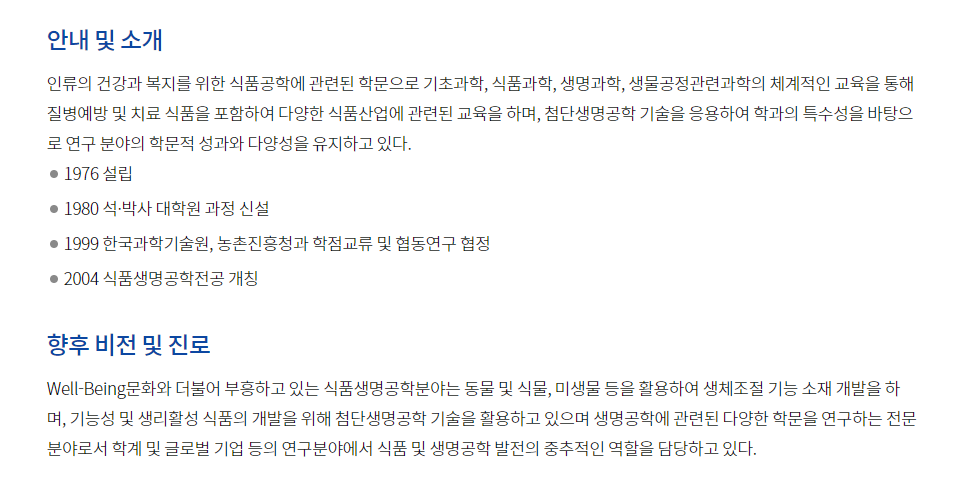 안내 및 소개
인류의 건강과 복지를 위한 식품공학에 관련된 학문으로 기초과학, 식품과학, 생명과학, 생물공정관련과학의 체계적인 교육을 통해
질병예방 및 치료 식품을 포함하여 다양한 식품산업에 관련된 교육을 하며, 첨단생명공학 기술을 응용하여 학과의 특수성을 바탕으
로 연구 분야의 학문적 성과와 다양성을 유지하고 있다.
1976 설립
1980 석·박사 대학원 과정 신설
1999 한국과학기술원, 농촌진흥청과 학점교류 및 협동연구 협정
2004 식품생명공학전공 개칭
향후 비전 및 진로
Well-Being문화와 더불어 부흥하고 있는 식품생명공학분야는 동물 및 식물, 미생물 등을 활용하여 생체조절 기능 소재 개발을 하
며, 기능성 및 생리활성 식품의 개발을 위해 첨단생명공학 기술을 활용하고 있으며 생명공학에 관련된 다양한 학문을 연구하는 전문
분야로서 학계 및 글로벌 기업 등의 연구분야에서 식품 및 생명공학 발전의 중추적인 역할을 담당하고 있다.